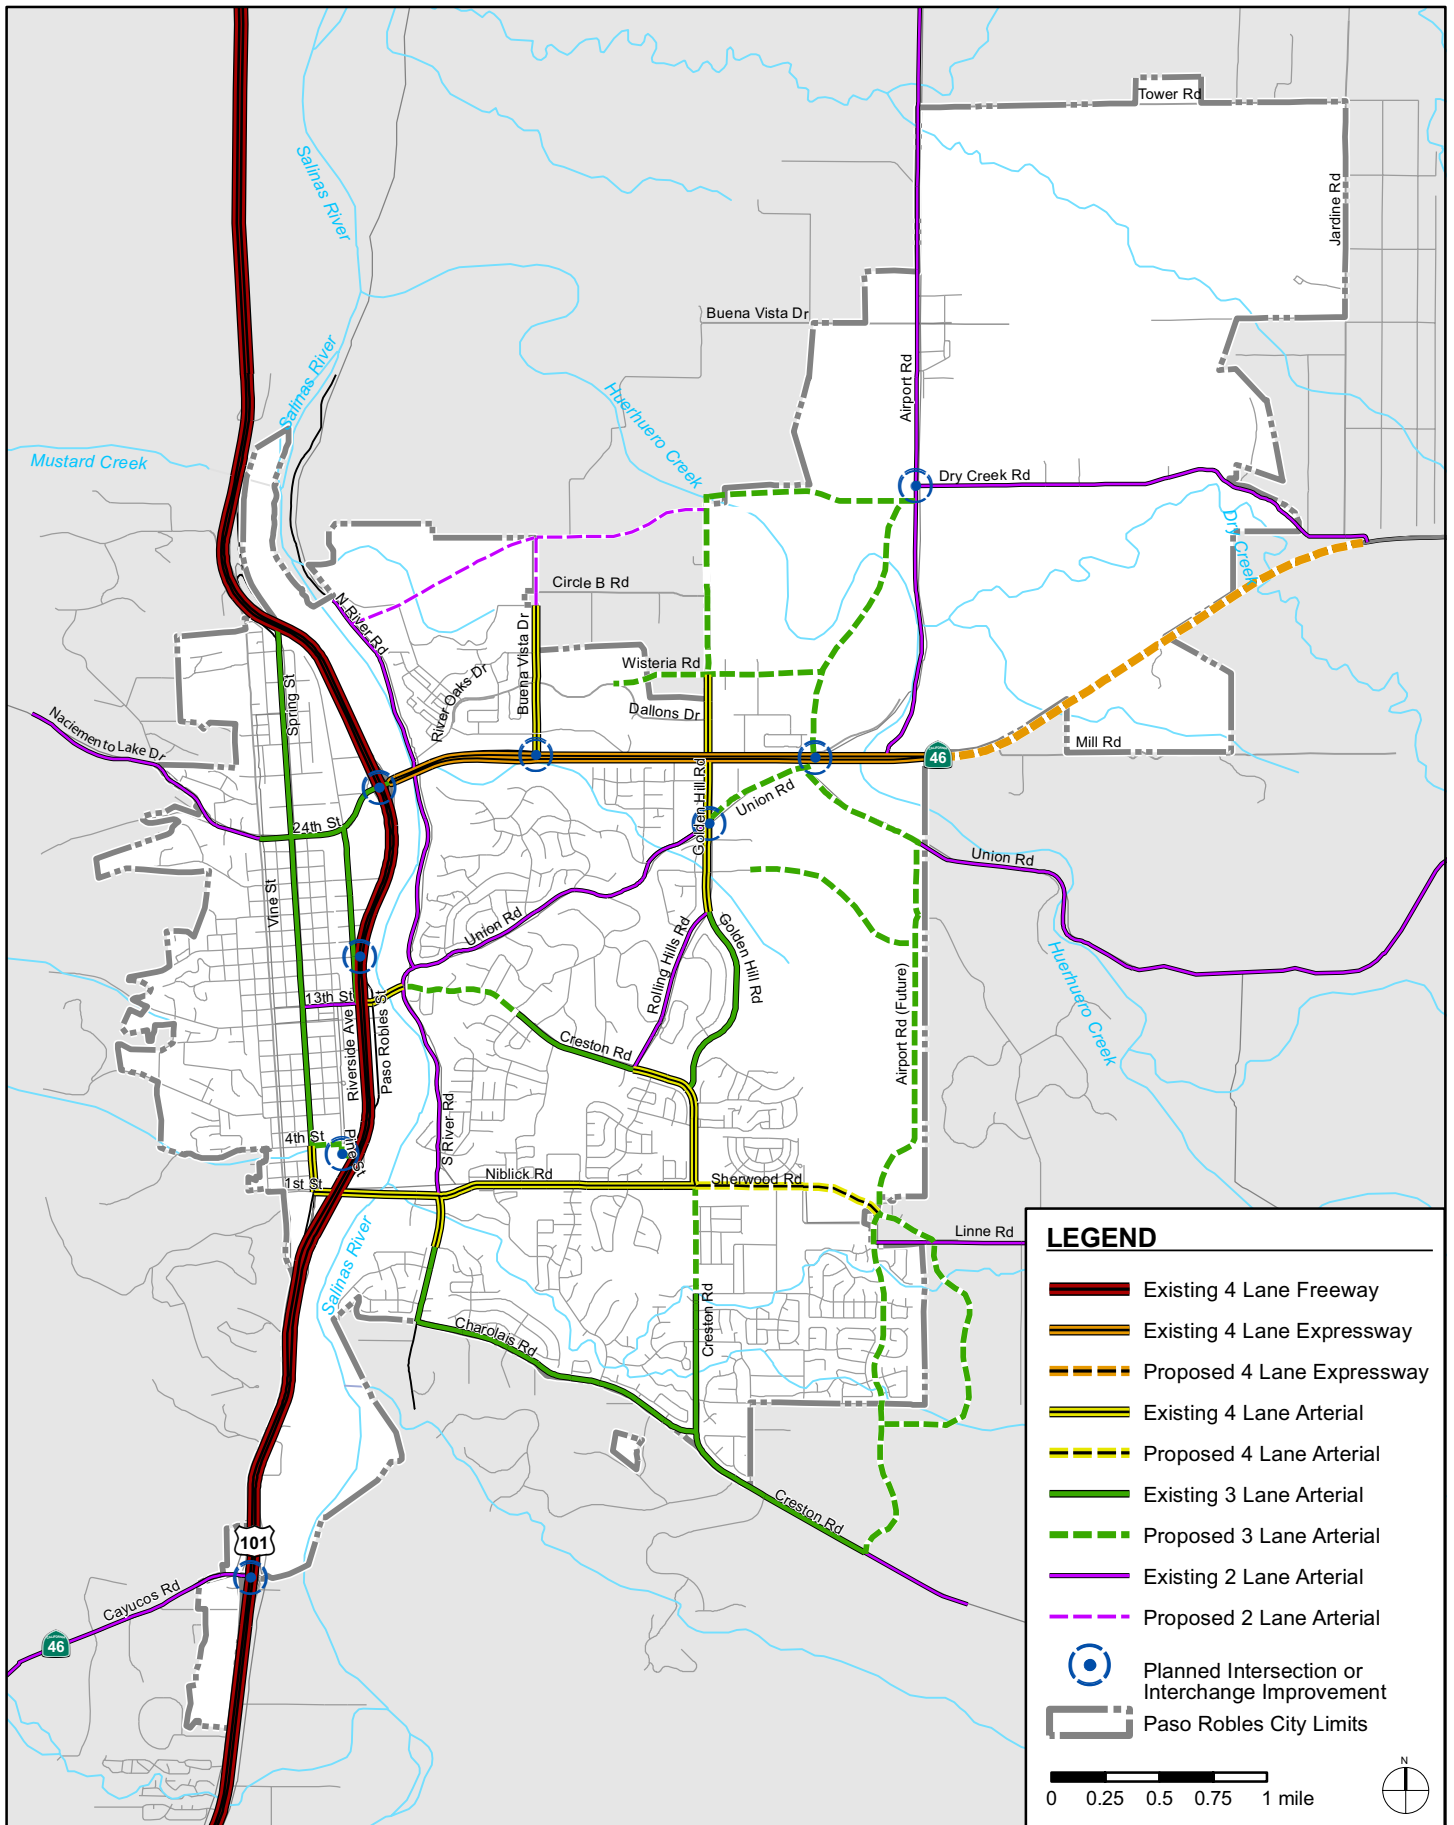 Tower Rd
Jardine Rd
Salinas River
Buena Vista Dr
Salinas River
Airport Rd
Huerhuero Creek
Mustard Creek
Dry Creek Rd
Dry Creek
Circle B Rd
N River Rd
Buena Vista Dr
Wisteria Rd
River Oaks Dr
Spring St
Dallons Dr
Naciemento Lake Dr
Mill Rd
CALIFORNIA
46
Golden Hill Rd
Union Rd
24th St
Union Rd
Vine St
Union Rd
Rolling Hills Rd
Golden Hill Rd
Huerhuero Creek
13th St
Riverside Ave
Paso Robles St
Creston Rd
Airport Rd (Future)
S River Rd
4th St
Pine St
1st St
Niblick Rd
Sherwood Rd
Linne Rd
Salinas River
Creston Rd
Charolais Rd
Creston Rd
101
Cayucos Rd
CALIFORNIA
46
LEGEND
Existing 4 Lane Freeway
Existing 4 Lane Expressway
Proposed 4 Lane Expressway
Existing 4 Lane Arterial
Proposed 4 Lane Arterial
Existing 3 Lane Arterial
Proposed 3 Lane Arterial
Existing 2 Lane Arterial
Proposed 2 Lane Arterial
Planned Intersection or
Interchange Improvement
Paso Robles City Limits
N
0 0.25 0.5 0.75 1 mile